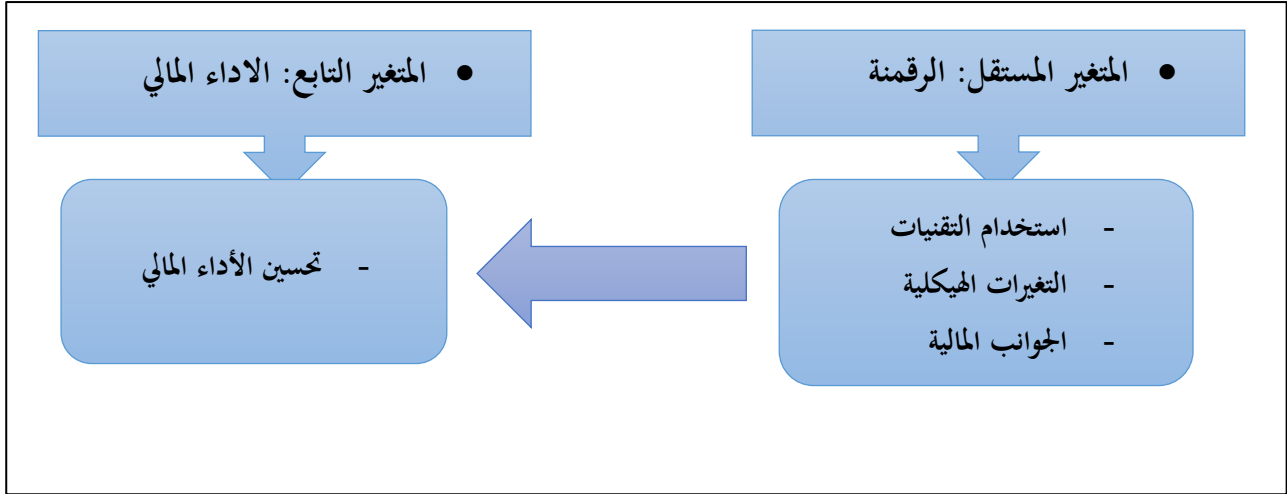 • المتغير المستقل: الرقمنة
- استخدام التقنيات
- التغيرات الهيكلية
- الجوانب المالية
• المتغير التابع: الاداء المالي
- تحسين الأداء المالي